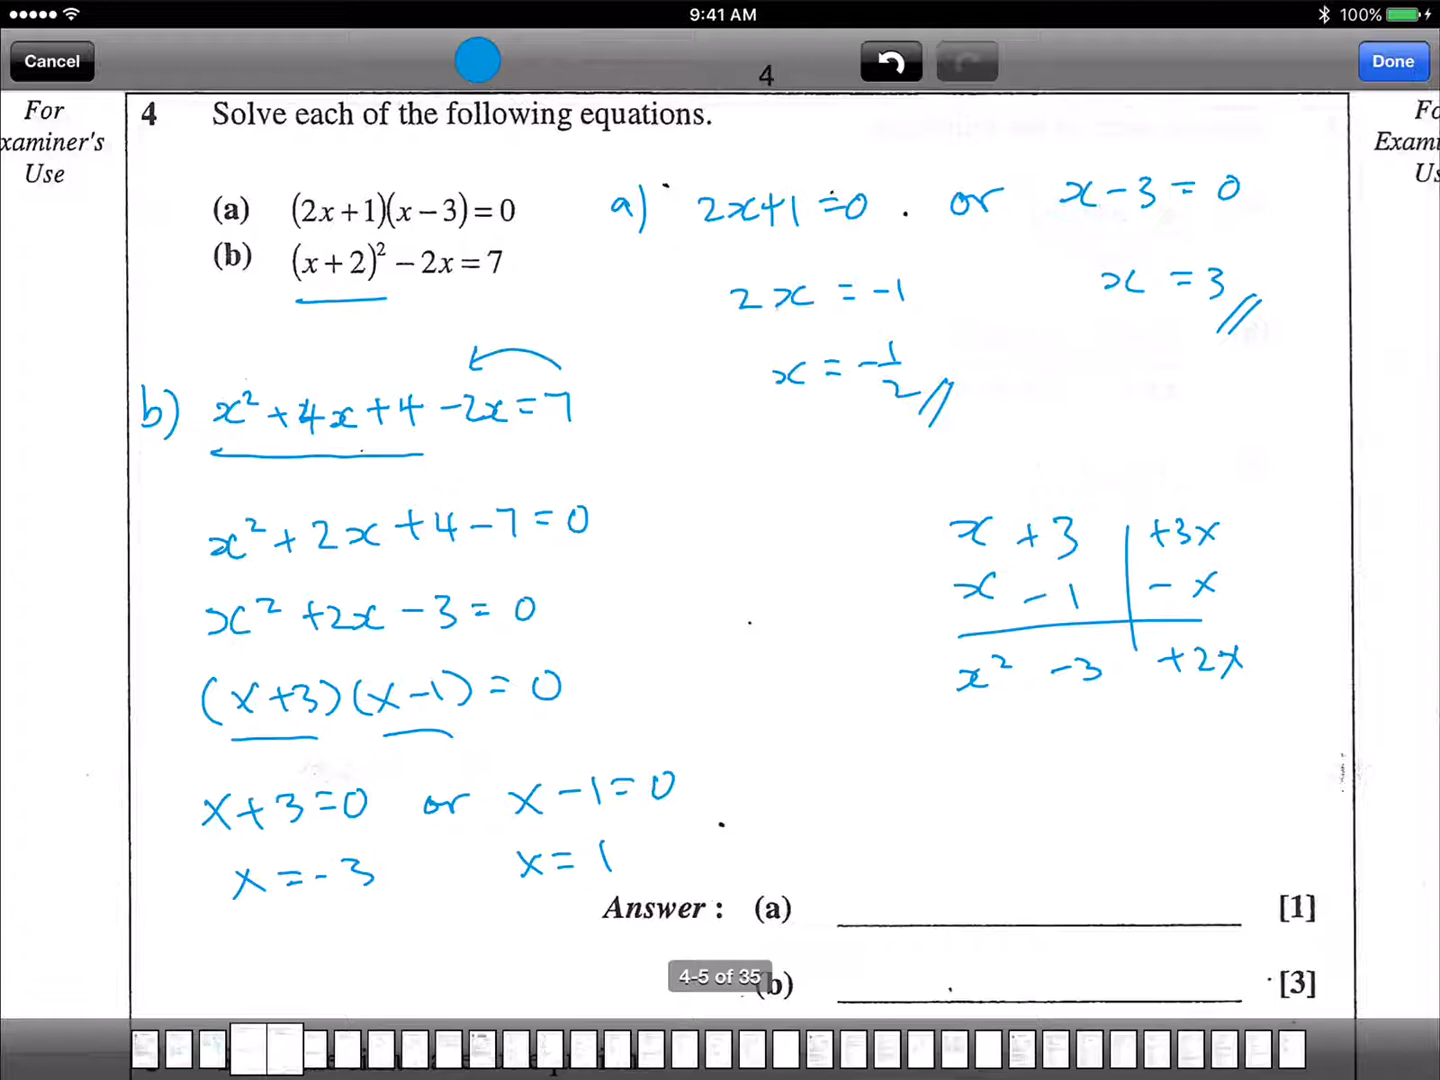 9:41 AM
100%
Cancel
4
Done
For
xaminer's
Use
4 Solve each of the following equations.
(a) (2x+1)(x−3)=0
(b) (x+2)² −2x=7
Fo
Exami
Us
a) 2x+1=0 or x−3=0
2x = −1 x = 3
x = −1/2
b) x²+4x+4−2x=7
x²+2x+4−7=0
x²+2x−3=0
(x+3)(x−1)=0
x+3=0 or x−1=0
x=−3 x=1
x +3 +3x
x −1 −x
x² −3 +2x
Answer : (a) [1]
4-5 of 35
(b) [3]